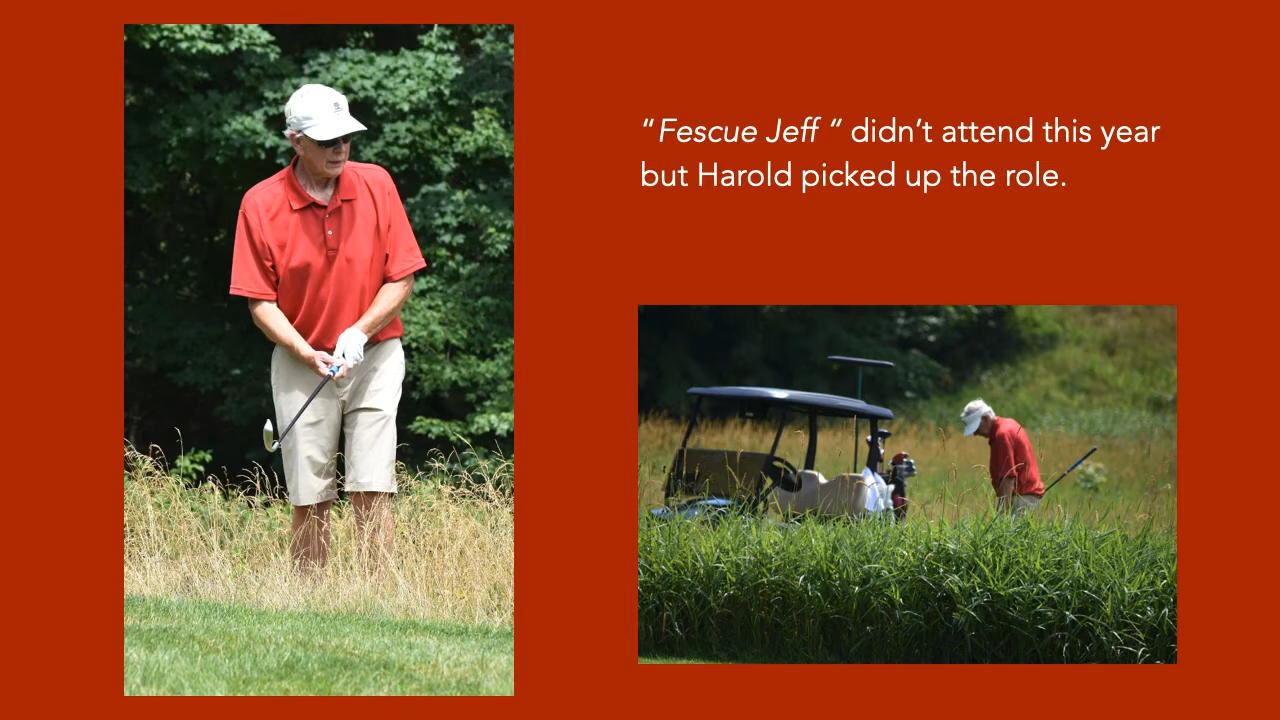 “Fescue Jeff “ didn’t attend this year
but Harold picked up the role.